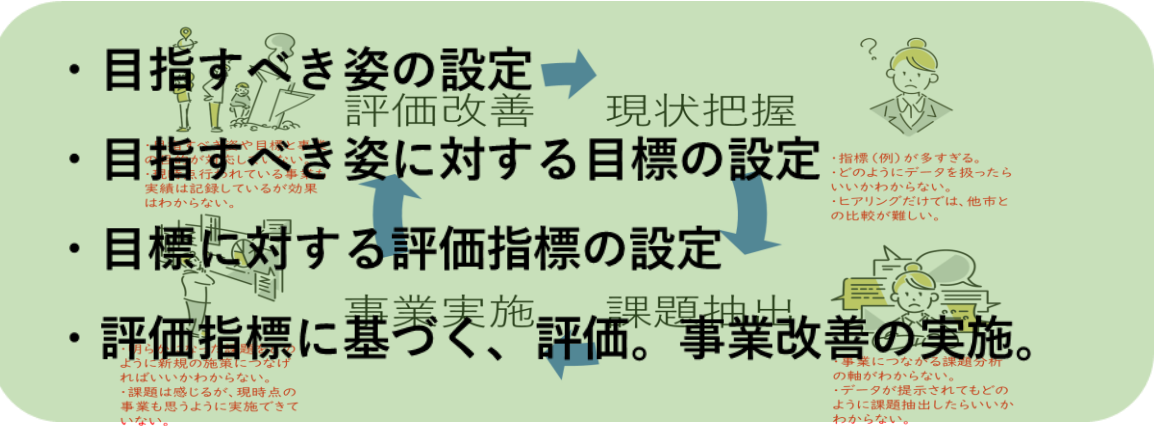 ・目指すべき姿の設定
評価改善
現状把握
・目指すべき姿に対する目標の設定
実績は記録しているが効果
はわからない。
・指標（例）が多すぎる。
・どのようにデータを扱ったら
いいかわからない。
・ヒアリングだけでは、他市と
の比較が難しい。
・目標に対する評価指標の設定
事業実施
課題抽出
・評価指標に基づく、評価。事業改善の実施。
ように新規の施策につなげ
ればいいかわからない。
・課題は感じるが、現時点の
事業も思うように実施できて
いない。
・事業につながる課題分析
の軸がわからない。
・データが提示されてもどの
ように課題抽出したらいいか
わからない。